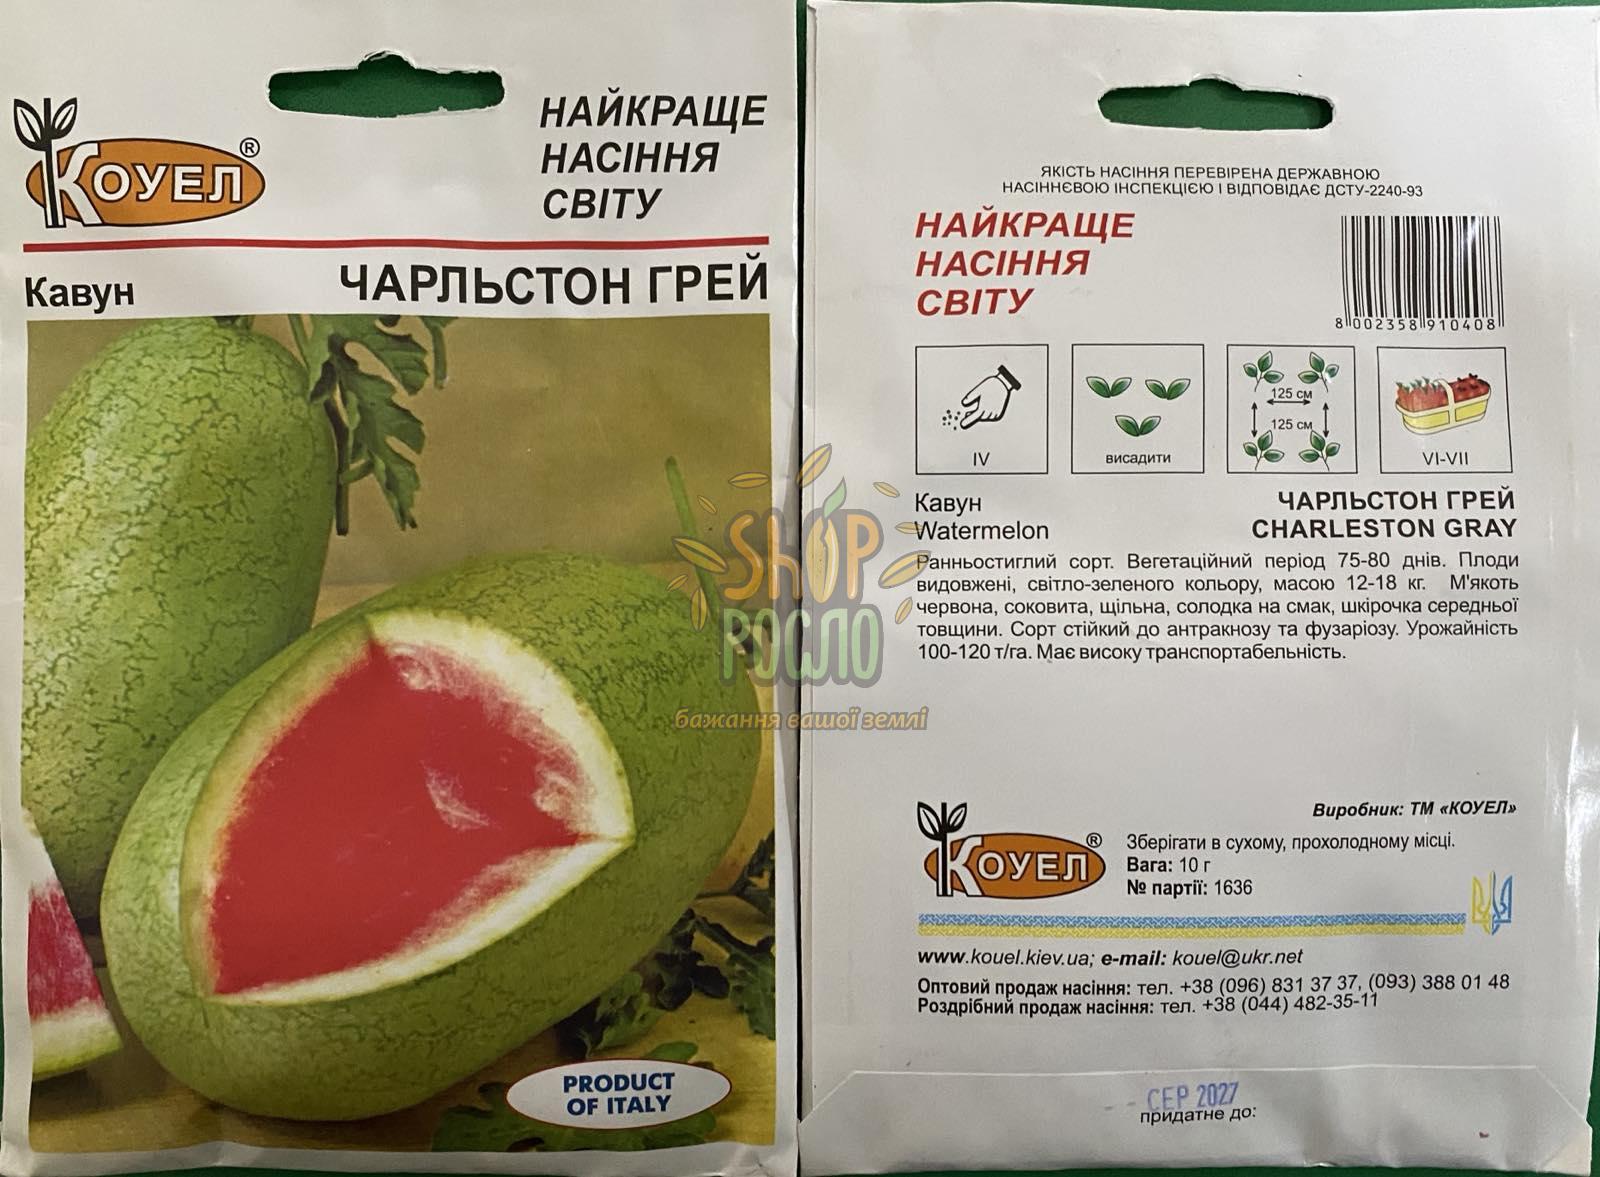 КОУЕЛ®
НАЙКРАЩЕ
НАСІННЯ
СВІТУ
Кавун
ЧАРЛЬСТОН ГРЕЙ
PRODUCT
OF ITALY
ЯКІСТЬ НАСІННЯ ПЕРЕВІРЕНА ДЕРЖАВНОЮ
НАСІННЄВОЮ ІНСПЕКЦІЄЮ І ВІДПОВІДАЄ ДСТУ-2240-93
НАЙКРАЩЕ
НАСІННЯ
СВІТУ
8 002358 910408
IV
висадити
125 см
125 см
VI-VII
Кавун
Watermelon
ЧАРЛЬСТОН ГРЕЙ
CHARLESTON GRAY
Ранньостиглий сорт. Вегетаційний період 75-80 днів. Плоди
видовжені, світло-зеленого кольору, масою 12-18 кг. М'якоть
червона, соковита, щільна, солодка на смак, шкірочка середньої
товщини. Сорт стійкий до антракнозу та фузаріозу. Урожайність
100-120 т/га. Має високу транспортабельність.
SHOP
РОСЛО
бажання вашої землі
Виробник: ТМ «КОУЕЛ»
КОУЕЛ®
Зберігати в сухому, прохолодному місці.
Вага: 10 г
№ партії: 1636
www.kouel.kiev.ua; e-mail: kouel@ukr.net
Оптовий продаж насіння: тел. +38 (096) 831 37 37, (093) 388 01 48
Роздрібний продаж насіння: тел. +38 (044) 482-35-11
СЕР 2027
придатне до: